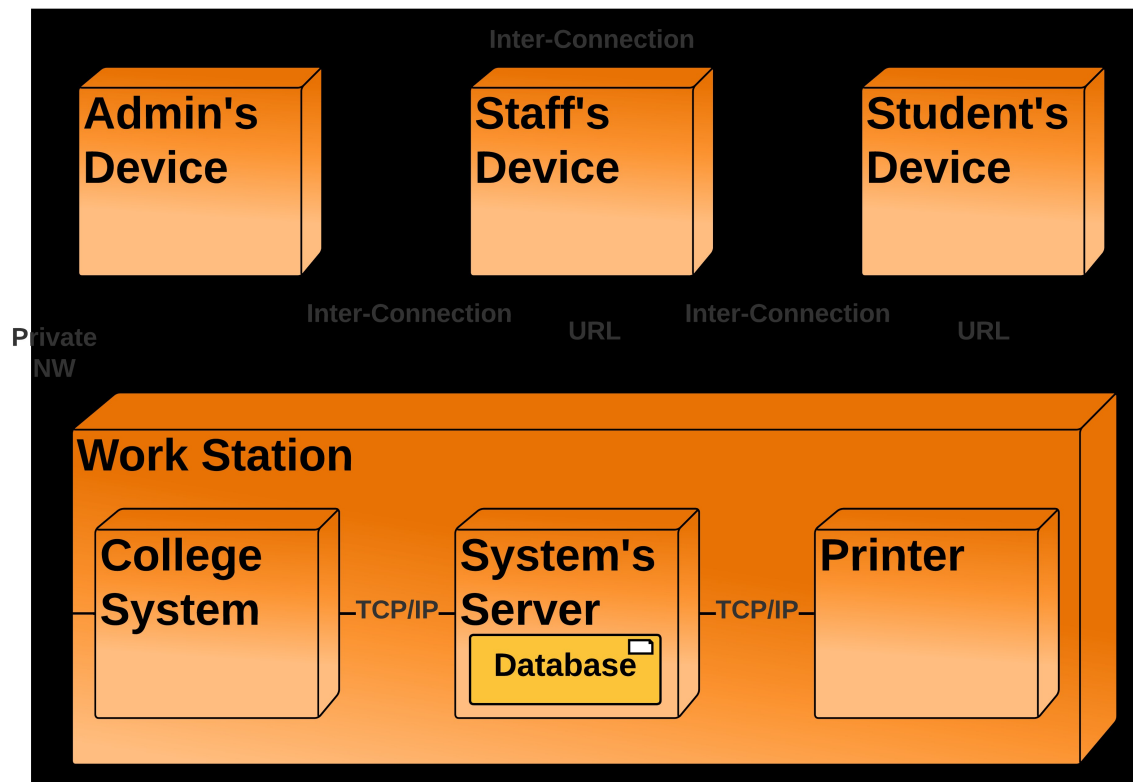 Inter-Connection
Admin's
Device
Staff's
Device
Student's
Device
Inter-Connection
Inter-Connection
URL
URL
Private
NW
Work Station
College
System
TCP/IP
System's
Server
Database
TCP/IP
Printer